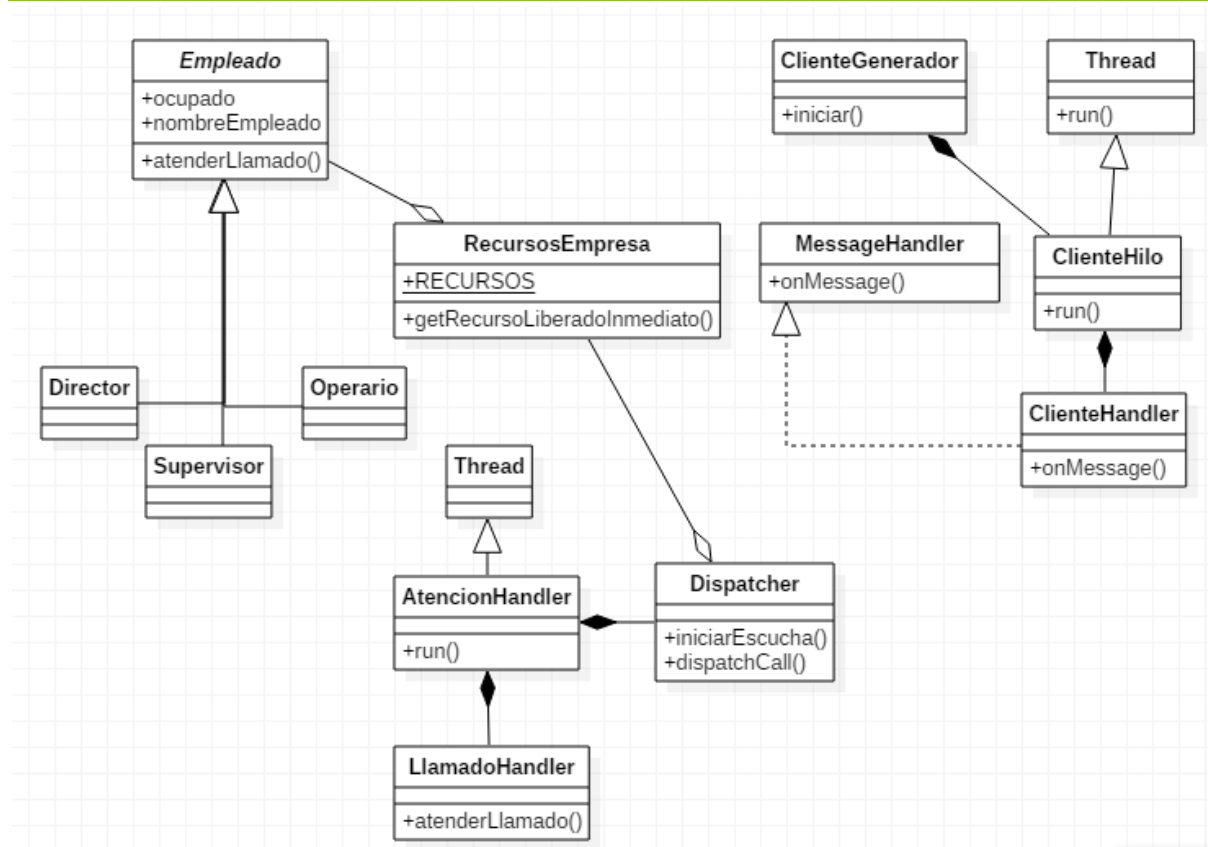 Empleado
+ocupado
+nombreEmpleado
+atenderLlamado()
ClienteGenerador
+iniciar()
Thread
+run()
RecursosEmpresa
+RECURSOS
+getRecursoLiberadoInmediato()
MessageHandler
+onMessage()
ClienteHilo
+run()
Director
Operario
Supervisor
ClienteHandler
+onMessage()
Thread
AtencionHandler
+run()
Dispatcher
+iniciarEscucha()
+dispatchCall()
LlamadoHandler
+atenderLlamado()